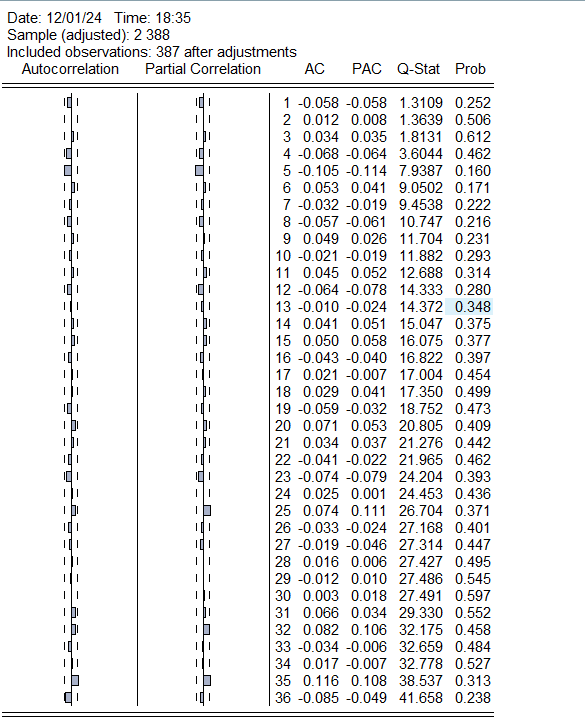 Date: 12/01/24 Time: 18:35
Sample (adjusted): 2 388
Included observations: 387 after adjustments
Autocorrelation Partial Correlation AC PAC Q-Stat Prob
1 -0.058 -0.058 1.3109 0.252
2 0.012 0.008 1.3639 0.506
3 0.034 0.035 1.8131 0.612
4 -0.068 -0.064 3.6044 0.462
5 -0.105 -0.114 7.9387 0.160
6 0.053 0.041 9.0502 0.171
7 -0.032 -0.019 9.4538 0.222
8 -0.057 -0.061 10.747 0.216
9 0.049 0.026 11.704 0.231
10 -0.021 -0.019 11.882 0.293
11 0.045 0.052 12.688 0.314
12 -0.064 -0.078 14.333 0.280
13 -0.010 -0.024 14.372 0.348
14 0.041 0.051 15.047 0.375
15 0.050 0.058 16.075 0.377
16 -0.043 -0.040 16.822 0.397
17 0.021 -0.007 17.004 0.454
18 0.029 0.041 17.350 0.499
19 -0.059 -0.032 18.752 0.473
20 0.071 0.053 20.805 0.409
21 0.034 0.037 21.276 0.442
22 -0.041 -0.022 21.965 0.462
23 -0.074 -0.079 24.204 0.393
24 0.025 0.001 24.453 0.436
25 0.074 0.111 26.704 0.371
26 -0.033 -0.024 27.168 0.401
27 -0.019 -0.046 27.314 0.447
28 0.016 0.006 27.427 0.495
29 -0.012 0.010 27.486 0.545
30 0.003 0.018 27.491 0.597
31 0.066 0.034 29.330 0.552
32 0.082 0.106 32.175 0.458
33 -0.034 -0.006 32.659 0.484
34 0.017 -0.007 32.778 0.527
35 0.116 0.108 38.537 0.313
36 -0.085 -0.049 41.658 0.238